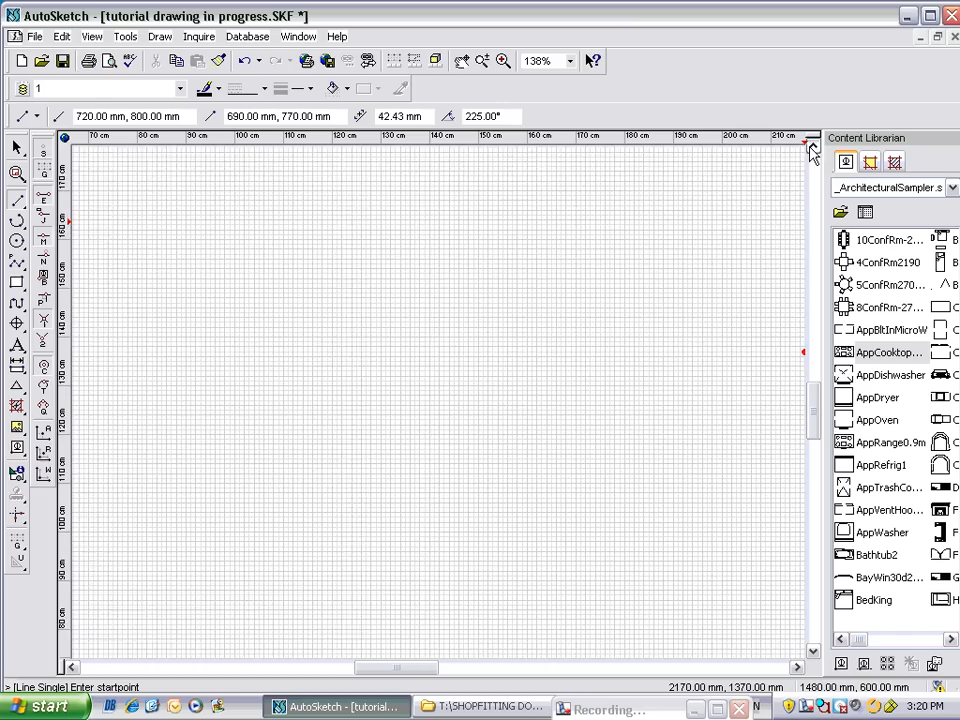 AutoSketch - [tutorial drawing in progress.SKF *]
File Edit View Tools Draw Inquire Database Window Help
138%
1
720.00 mm, 800.00 mm 690.00 mm, 770.00 mm 42.43 mm 225.00°
70 cm 80 cm 90 cm 100 cm 110 cm 120 cm 130 cm 140 cm 150 cm 160 cm 170 cm 180 cm 190 cm 200 cm 210 cm
170 cm
160 cm
150 cm
140 cm
130 cm
120 cm
110 cm
100 cm
90 cm
80 cm
Content Librarian
_ArchitecturalSampler.s
10ConfRm-2... B
4ConfRm2190 B
5ConfRm270... B
8ConfRm-27... C
AppBltInMicroW C
AppCooktop... C
AppDishwasher C
AppDryer C
AppOven C
AppRange0.9m C
AppRefrig1 C
AppTrashCo... D
AppVentHoo... F
AppWasher F
Bathtub2 F
BayWin30d2... G
BedKing H
> [Line Single] Enter startpoint 2170.00 mm, 1370.00 mm 1480.00 mm, 600.00 mm
start AutoSketch - [tutorial... T:\SHOPFITTING DO... Recording... N 3:20 PM